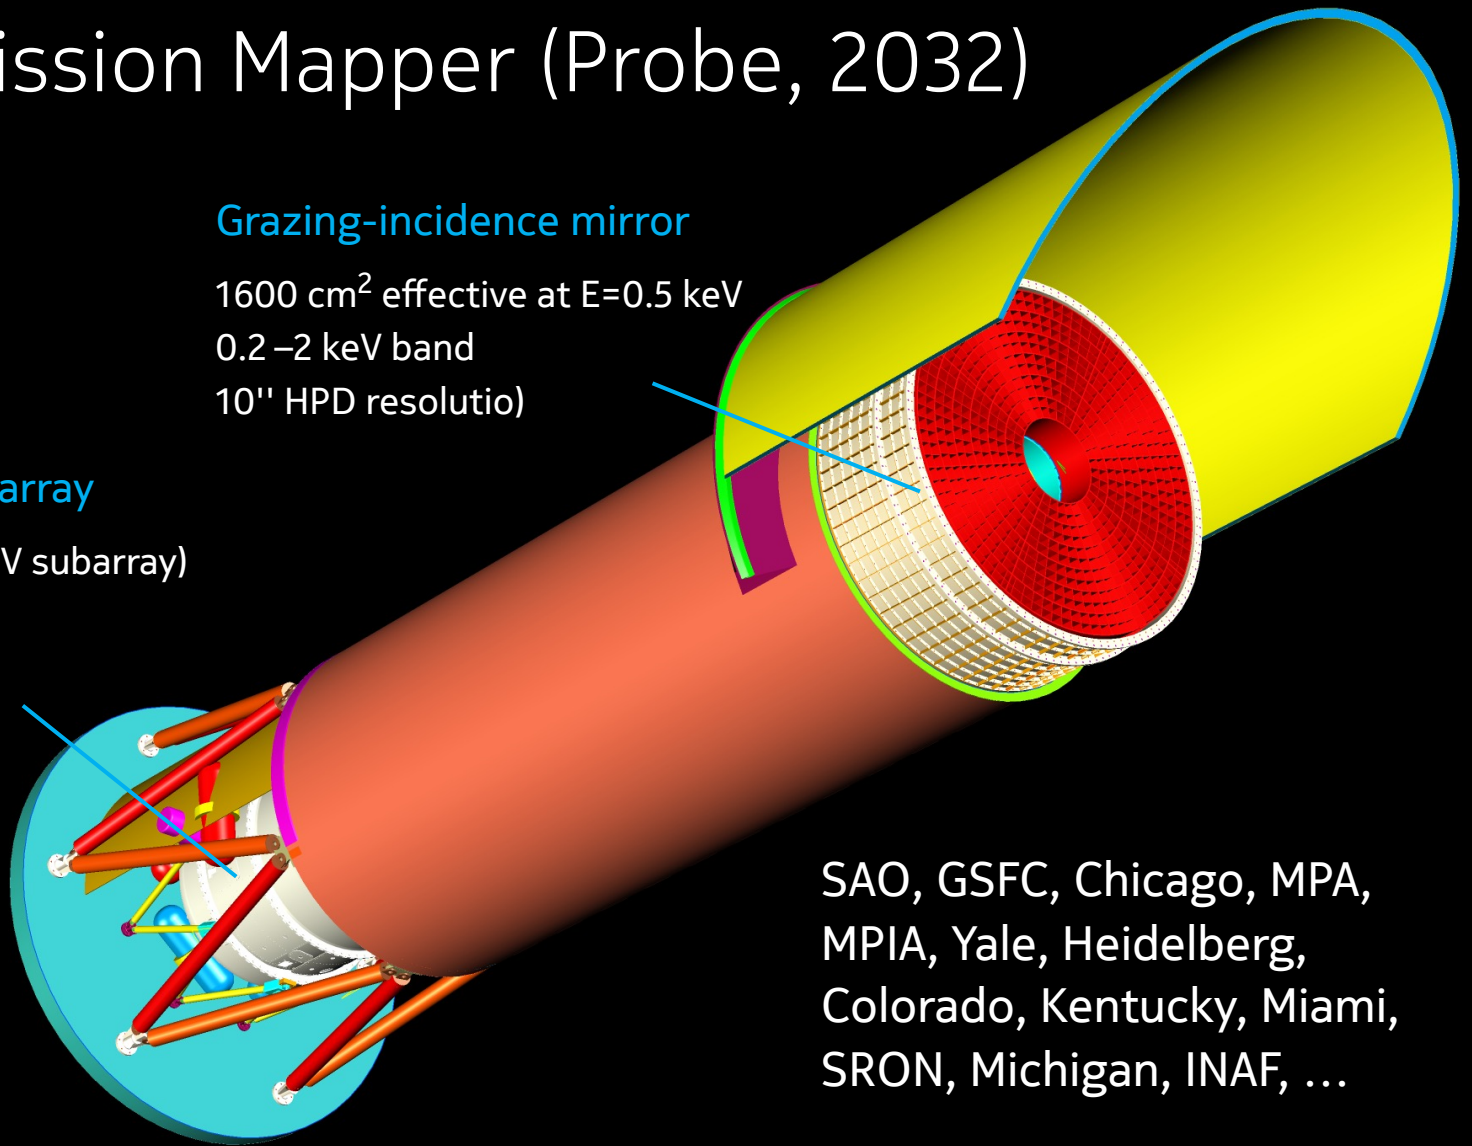 ission Mapper (Probe, 2032)
Grazing-incidence mirror
1600 cm² effective at E=0.5 keV
0.2 –2 keV band
10'' HPD resolutio)
array
V subarray)
SAO, GSFC, Chicago, MPA,
MPIA, Yale, Heidelberg,
Colorado, Kentucky, Miami,
SRON, Michigan, INAF, …